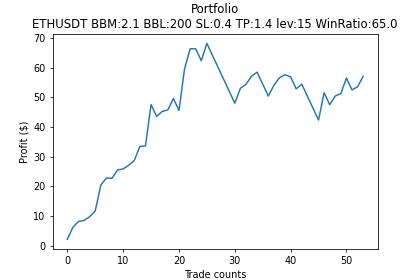 Portfolio
ETHUSDT BBM:2.1 BBL:200 SL:0.4 TP:1.4 lev:15 WinRatio:65.0
70
60
50
40
30
20
10
0
Profit ($)
0 10 20 30 40 50
Trade counts